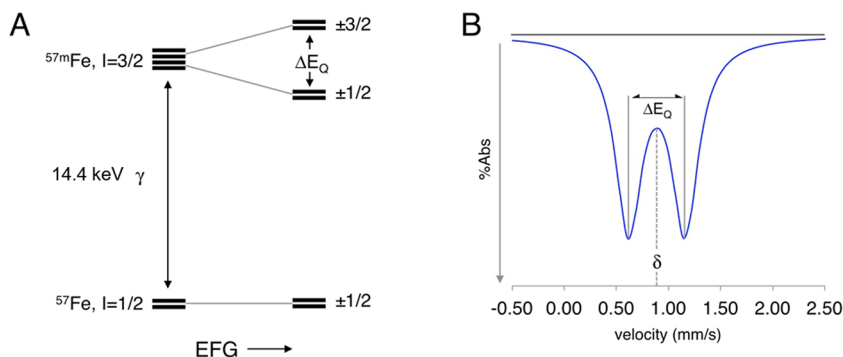 A
57mFe, I=3/2
±3/2
ΔEQ
±1/2
14.4 keV γ
57Fe, I=1/2
±1/2
EFG
B
%Abs
ΔEQ
δ
-0.50 0.00 0.50 1.00 1.50 2.00 2.50
velocity (mm/s)